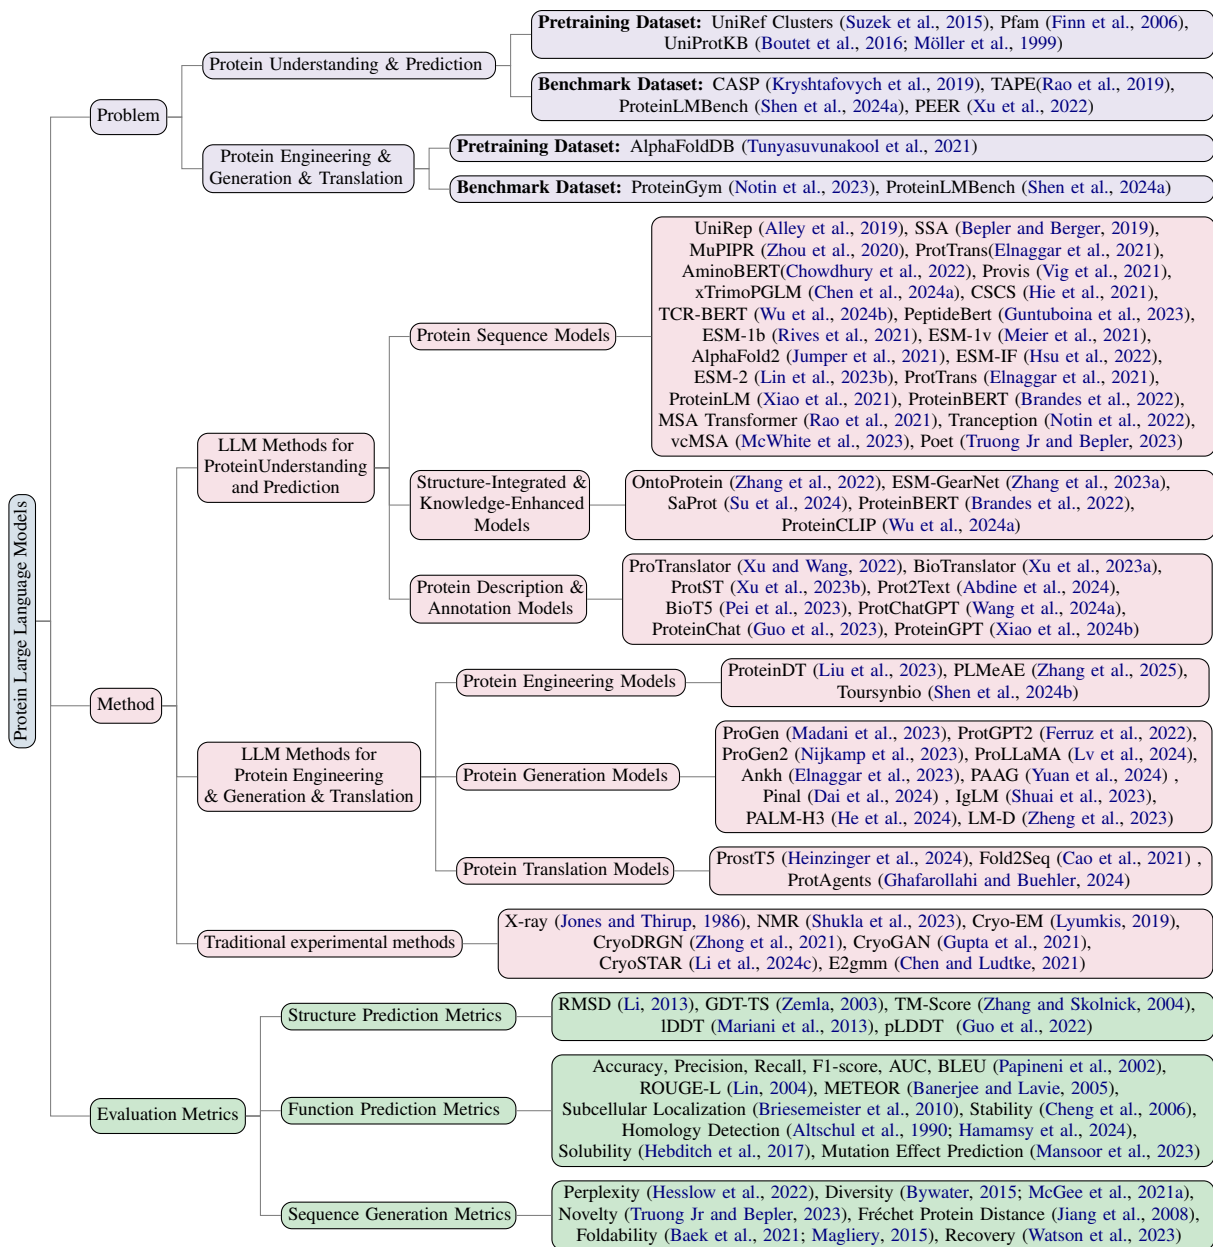 Protein Large Language Models
Problem
Protein Understanding & Prediction
Pretraining Dataset: UniRef Clusters (Suzek et al., 2015), Pfam (Finn et al., 2006),
UniProtKB (Boutet et al., 2016; Möller et al., 1999)
Benchmark Dataset: CASP (Kryshtafovych et al., 2019), TAPE(Rao et al., 2019),
ProteinLMBench (Shen et al., 2024a), PEER (Xu et al., 2022)
Protein Engineering &
Generation & Translation
Pretraining Dataset: AlphaFoldDB (Tunyasuvunakool et al., 2021)
Benchmark Dataset: ProteinGym (Notin et al., 2023), ProteinLMBench (Shen et al., 2024a)
Method
LLM Methods for
ProteinUnderstanding
and Prediction
Protein Sequence Models
UniRep (Alley et al., 2019), SSA (Bepler and Berger, 2019),
MuPIPR (Zhou et al., 2020), ProtTrans(Elnaggar et al., 2021)
AminoBERT(Chowdhury et al., 2022), Provis (Vig et al., 2021),
xTrimoPGLM (Chen et al., 2024a), CSCS (Hie et al., 2021),
TCR-BERT (Wu et al., 2024b), PeptideBert (Guntuboina et al., 2023),
ESM-1b (Rives et al., 2021), ESM-1v (Meier et al., 2021),
AlphaFold2 (Jumper et al., 2021), ESM-IF (Hsu et al., 2022),
ESM-2 (Lin et al., 2023b), ProtTrans (Elnaggar et al., 2021),
ProteinLM (Xiao et al., 2021), ProteinBERT (Brandes et al., 2022),
MSA Transformer (Rao et al., 2021), Tranception (Notin et al., 2022),
vcMSA (McWhite et al., 2023), Poet (Truong Jr and Bepler, 2023)
Structure-Integrated &
Knowledge-Enhanced
Models
OntoProtein (Zhang et al., 2022), ESM-GearNet (Zhang et al., 2023a),
SaProt (Su et al., 2024), ProteinBERT (Brandes et al., 2022),
ProteinCLIP (Wu et al., 2024a)
Protein Description &
Annotation Models
ProTranslator (Xu and Wang, 2022), BioTranslator (Xu et al., 2023a),
ProtST (Xu et al., 2023b), Prot2Text (Abdine et al., 2024),
BioT5 (Pei et al., 2023), ProtChatGPT (Wang et al., 2024a),
ProteinChat (Guo et al., 2023), ProteinGPT (Xiao et al., 2024b)
LLM Methods for
Protein Engineering
& Generation & Translation
Protein Engineering Models
ProteinDT (Liu et al., 2023), PLMeAE (Zhang et al., 2025),
Toursynbio (Shen et al., 2024b)
Protein Generation Models
ProGen (Madani et al., 2023), ProtGPT2 (Ferruz et al., 2022),
ProGen2 (Nijkamp et al., 2023), ProLLaMA (Lv et al., 2024),
Ankh (Elnaggar et al., 2023), PAAG (Yuan et al., 2024) ,
Pinal (Dai et al., 2024) , IgLM (Shuai et al., 2023),
PALM-H3 (He et al., 2024), LM-D (Zheng et al., 2023)
Protein Translation Models
ProstT5 (Heinzinger et al., 2024), Fold2Seq (Cao et al., 2021) ,
ProtAgents (Ghafarollahi and Buehler, 2024)
Traditional experimental methods
X-ray (Jones and Thirup, 1986), NMR (Shukla et al., 2023), Cryo-EM (Lyumkis, 2019),
CryoDRGN (Zhong et al., 2021), CryoGAN (Gupta et al., 2021),
CryoSTAR (Li et al., 2024c), E2gmm (Chen and Ludtke, 2021)
Evaluation Metrics
Structure Prediction Metrics
RMSD (Li, 2013), GDT-TS (Zemla, 2003), TM-Score (Zhang and Skolnick, 2004),
lDDT (Mariani et al., 2013), pLDDT (Guo et al., 2022)
Function Prediction Metrics
Accuracy, Precision, Recall, F1-score, AUC, BLEU (Papineni et al., 2002),
ROUGE-L (Lin, 2004), METEOR (Banerjee and Lavie, 2005)
Subcellular Localization (Briesemeister et al., 2010), Stability (Cheng et al., 2006),
Homology Detection (Altschul et al., 1990; Hamamsy et al., 2024),
Solubility (Hebditch et al., 2017), Mutation Effect Prediction (Mansoor et al., 2023)
Sequence Generation Metrics
Perplexity (Hesslow et al., 2022), Diversity (Bywater, 2015; McGee et al., 2021a),
Novelty (Truong Jr and Bepler, 2023), Fréchet Protein Distance (Jiang et al., 2008),
Foldability (Baek et al., 2021; Magliery, 2015), Recovery (Watson et al., 2023)